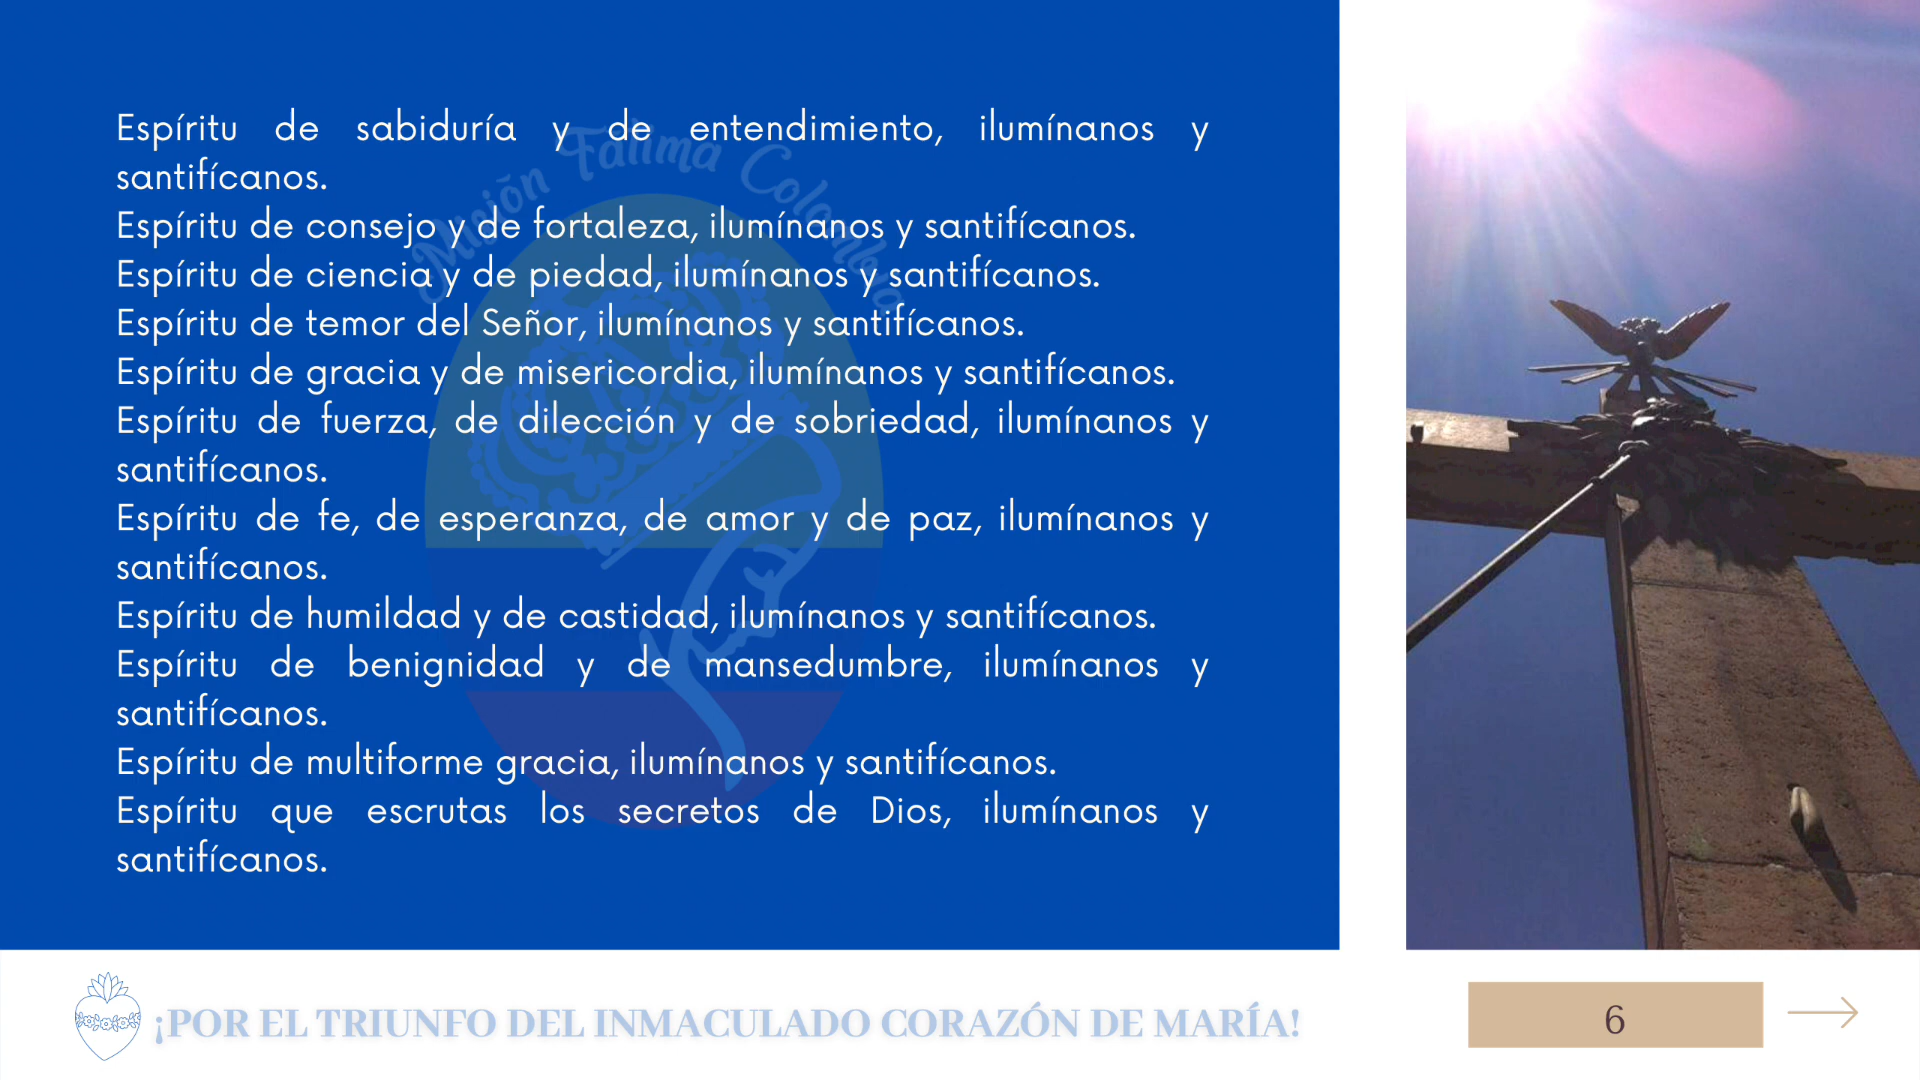 Misión Fátima Colombia
Espíritu de sabiduría y de entendimiento, ilumínanos y
santifícanos.
Espíritu de consejo y de fortaleza, ilumínanos y santifícanos.
Espíritu de ciencia y de piedad, ilumínanos y santifícanos.
Espíritu de temor del Señor, ilumínanos y santifícanos.
Espíritu de gracia y de misericordia, ilumínanos y santifícanos.
Espíritu de fuerza, de dilección y de sobriedad, ilumínanos y
santifícanos.
Espíritu de fe, de esperanza, de amor y de paz, ilumínanos y
santifícanos.
Espíritu de humildad y de castidad, ilumínanos y santifícanos.
Espíritu de benignidad y de mansedumbre, ilumínanos y
santifícanos.
Espíritu de multiforme gracia, ilumínanos y santifícanos.
Espíritu que escrutas los secretos de Dios, ilumínanos y
santifícanos.
¡POR EL TRIUNFO DEL INMACULADO CORAZÓN DE MARÍA!
6